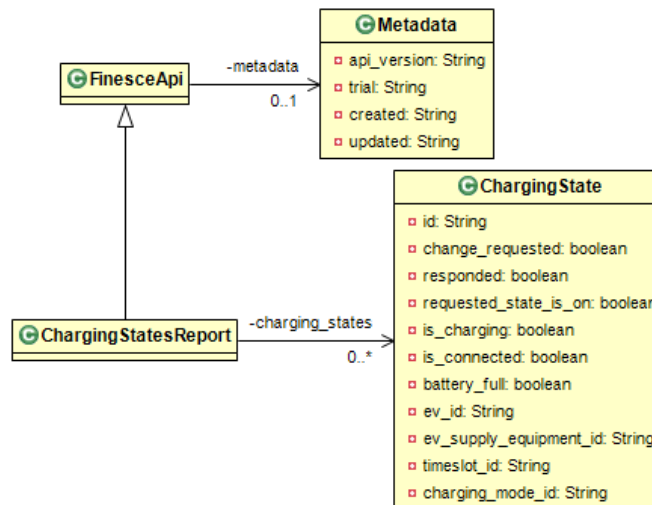 C Metadata
api_version: String
trial: String
created: String
updated: String
C FinesceApi
-metadata
0..1
C ChargingState
id: String
change_requested: boolean
responded: boolean
requested_state_is_on: boolean
is_charging: boolean
is_connected: boolean
battery_full: boolean
ev_id: String
ev_supply_equipment_id: String
timeslot_id: String
charging_mode_id: String
C ChargingStatesReport
-charging_states
0..*